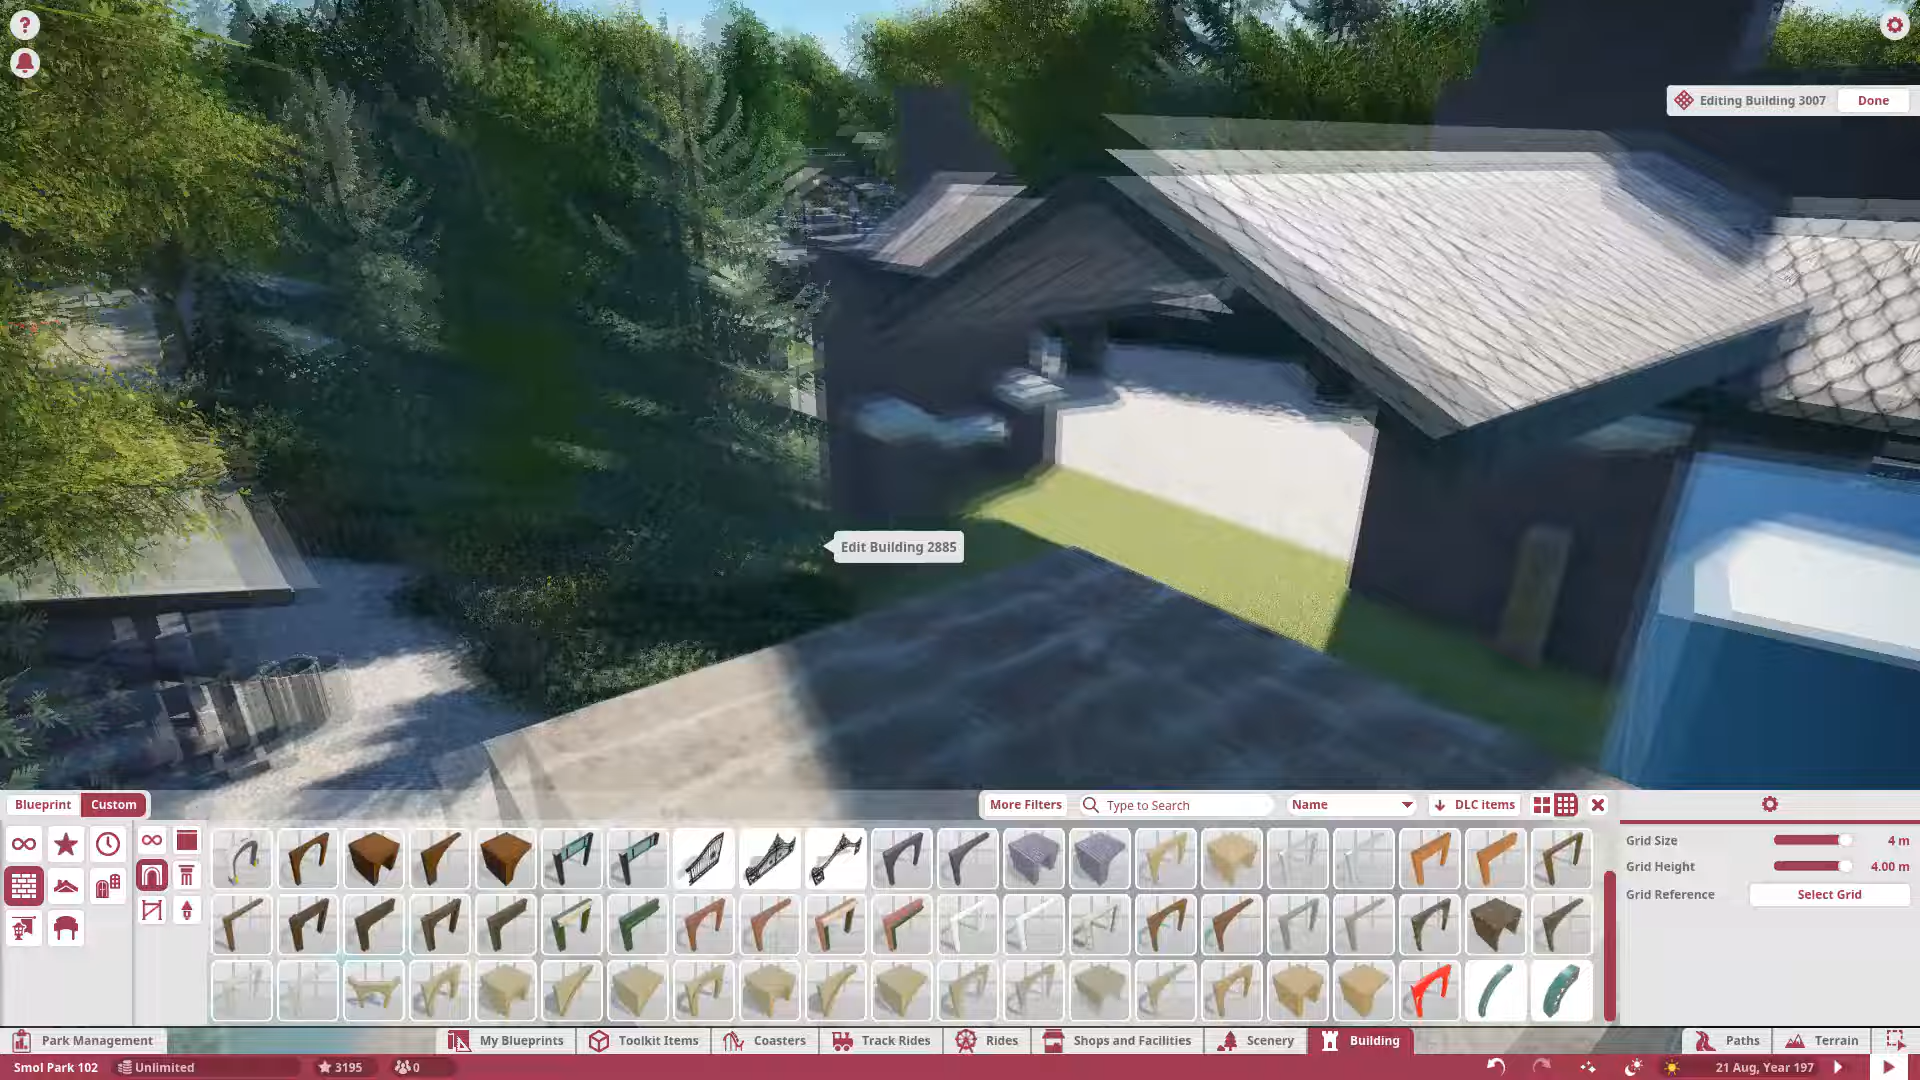 ?
Editing Building 3007
Done
Edit Building 2885
Blueprint
Custom
More Filters
Type to Search
Name
DLC items
Grid Size
4 m
Grid Height
4.00 m
Grid Reference
Select Grid
Park Management
My Blueprints
Toolkit Items
Coasters
Track Rides
Rides
Shops and Facilities
Scenery
Building
Paths
Terrain
Smol Park 102
Unlimited
3195
0
21 Aug, Year 197